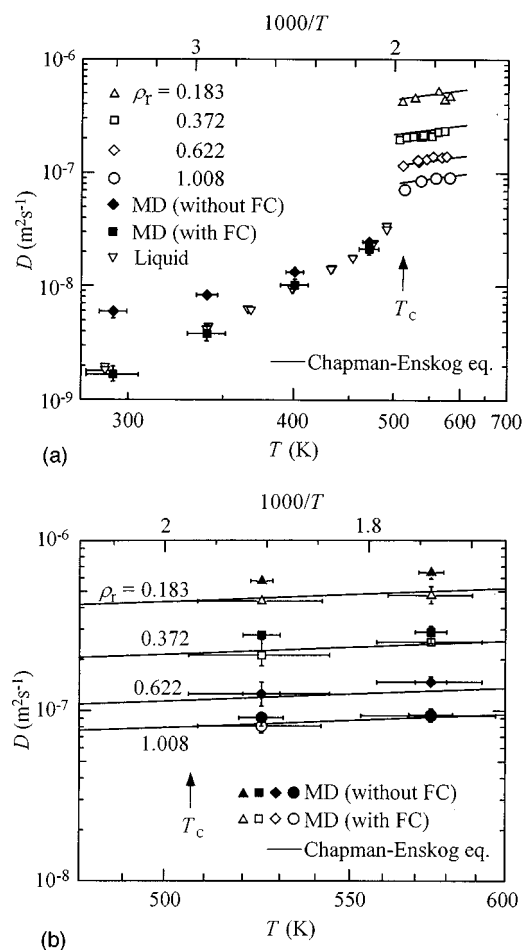 1000/T
3 2
10⁻⁶
10⁻⁷
10⁻⁸
10⁻⁹
D (m²s⁻¹)
△ ρr = 0.183
□ 0.372
◇ 0.622
○ 1.008
◆ MD (without FC)
■ MD (with FC)
▽ Liquid
Tc
Chapman-Enskog eq.
300 400 500 600 700
T (K)
(a)
1000/T
2 1.8
10⁻⁶
10⁻⁷
10⁻⁸
D (m²s⁻¹)
ρr = 0.183
0.372
0.622
1.008
Tc
▲■◆● MD (without FC)
△□◇○ MD (with FC)
Chapman-Enskog eq.
500 550 600
T (K)
(b)